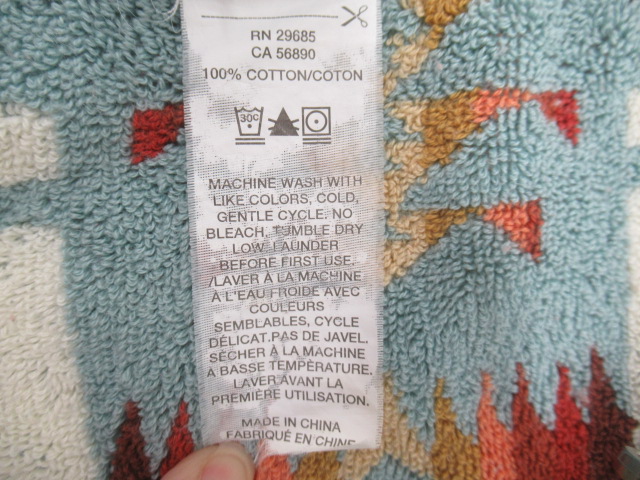 RN 29685
CA 56890
100% COTTON/COTON
30C
MACHINE WASH WITH
LIKE COLORS, COLD,
GENTLE CYCLE. NO
BLEACH, TUMBLE DRY
LOW. LAUNDER
BEFORE FIRST USE.
/LAVER À LA MACHINE
À L'EAU FROIDE AVEC
COULEURS
SEMBLABLES, CYCLE
DÉLICAT.PAS DE JAVEL.
SÉCHER À LA MACHINE
À BASSE TEMPÉRATURE.
LAVER AVANT LA
PREMIÈRE UTILISATION.
MADE IN CHINA
FABRIQUÉ EN CHINE